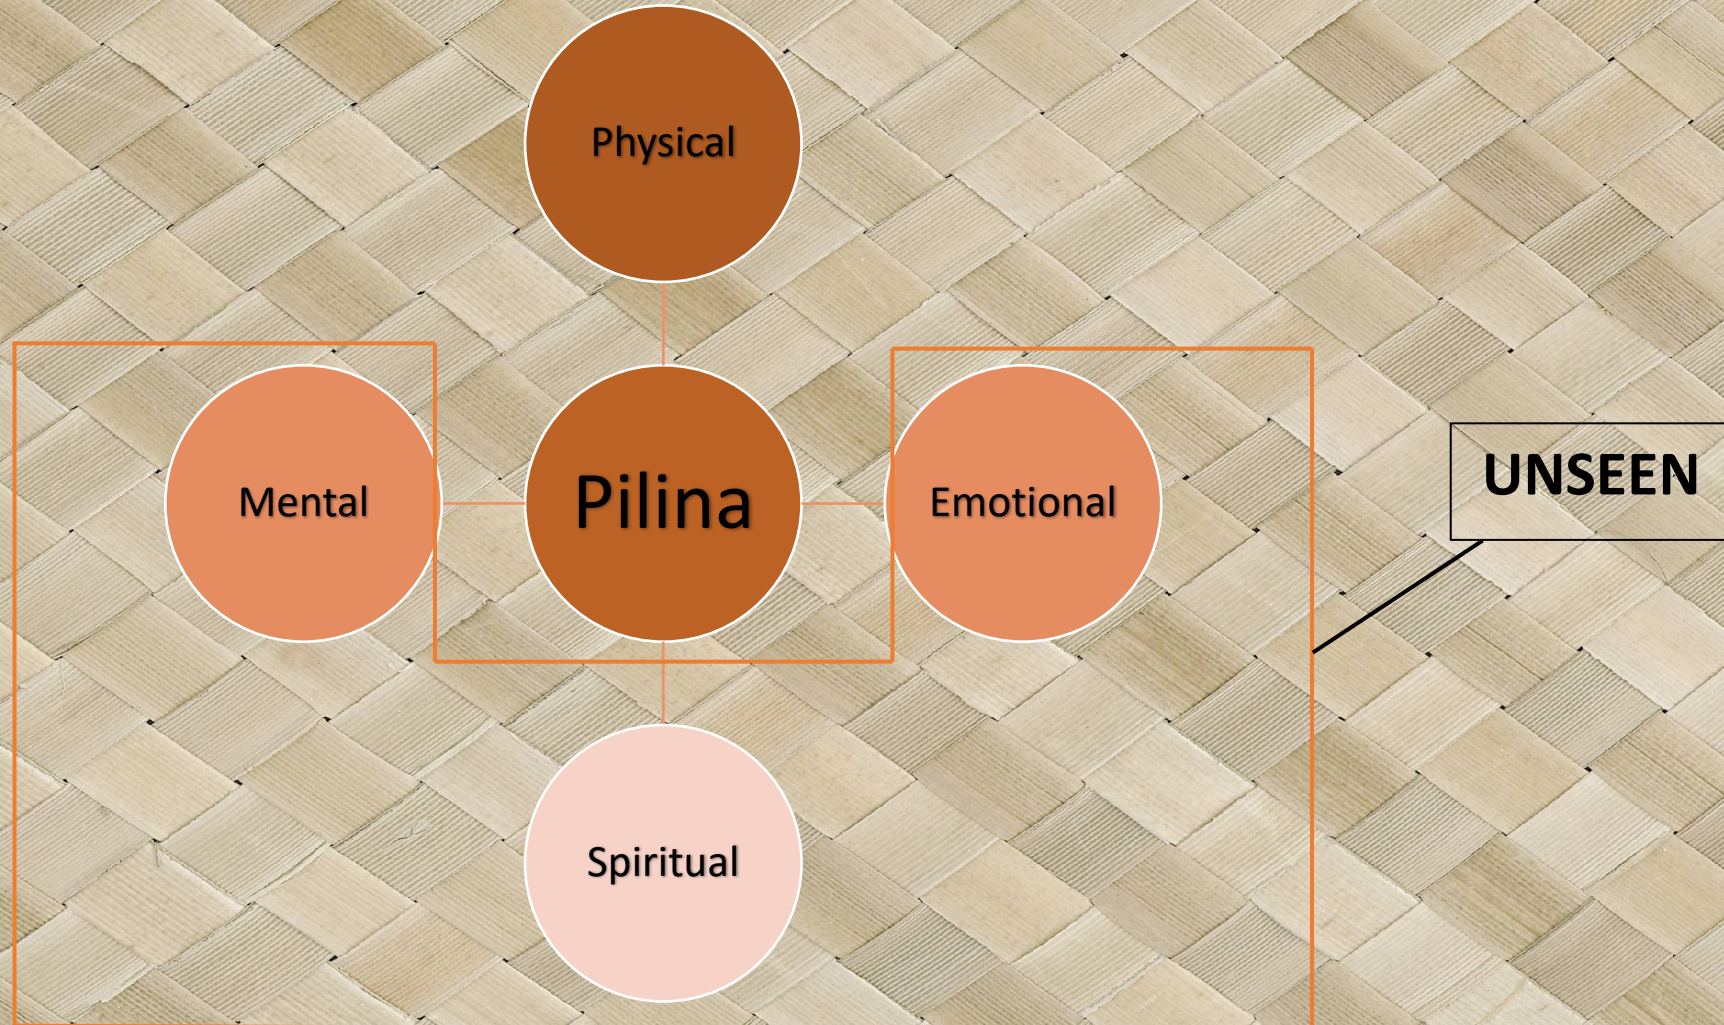 Physical
Mental
Pilina
Emotional
UNSEEN
Spiritual